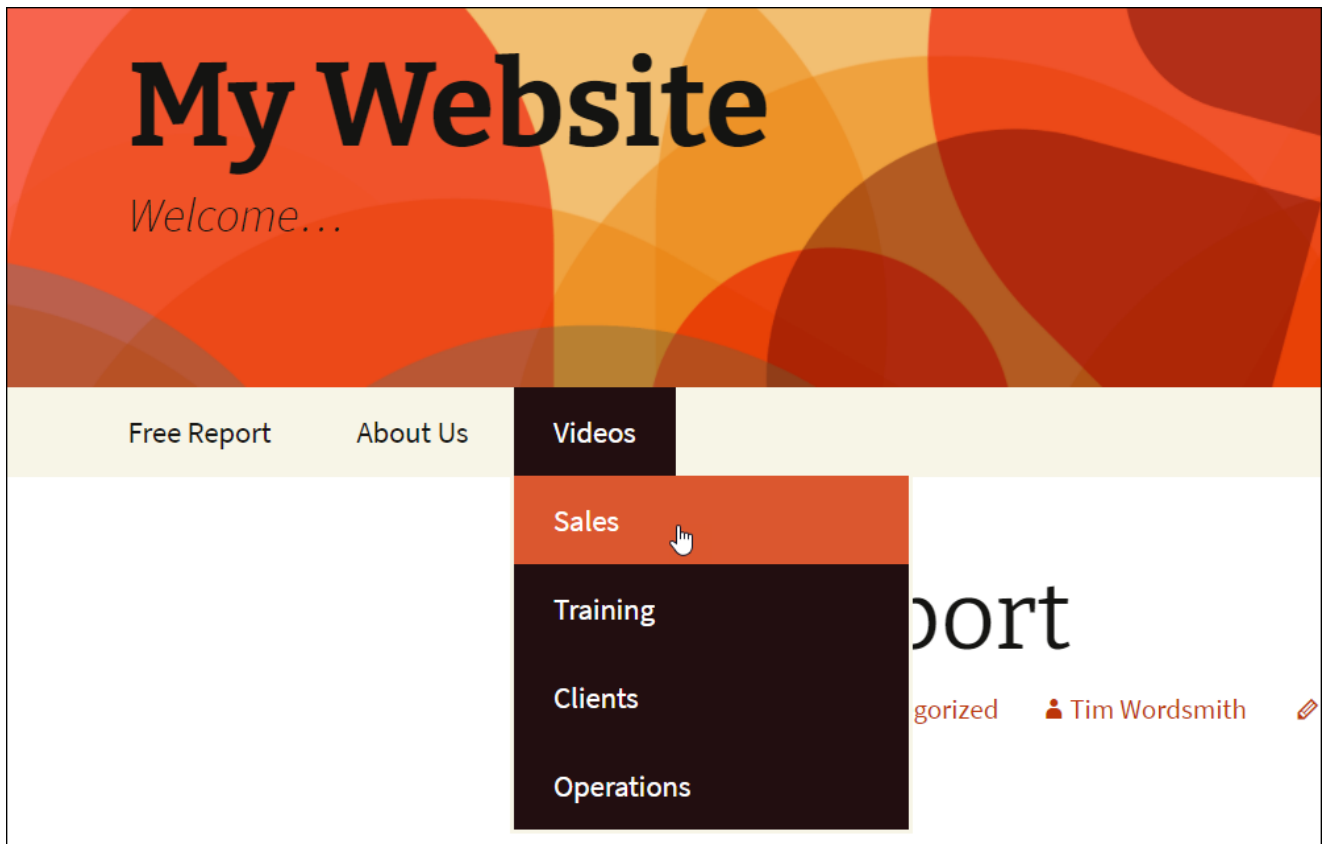 My Website
Welcome...
Free Report About Us Videos
Sales
Training
port
Clients
gorized Tim Wordsmith
Operations